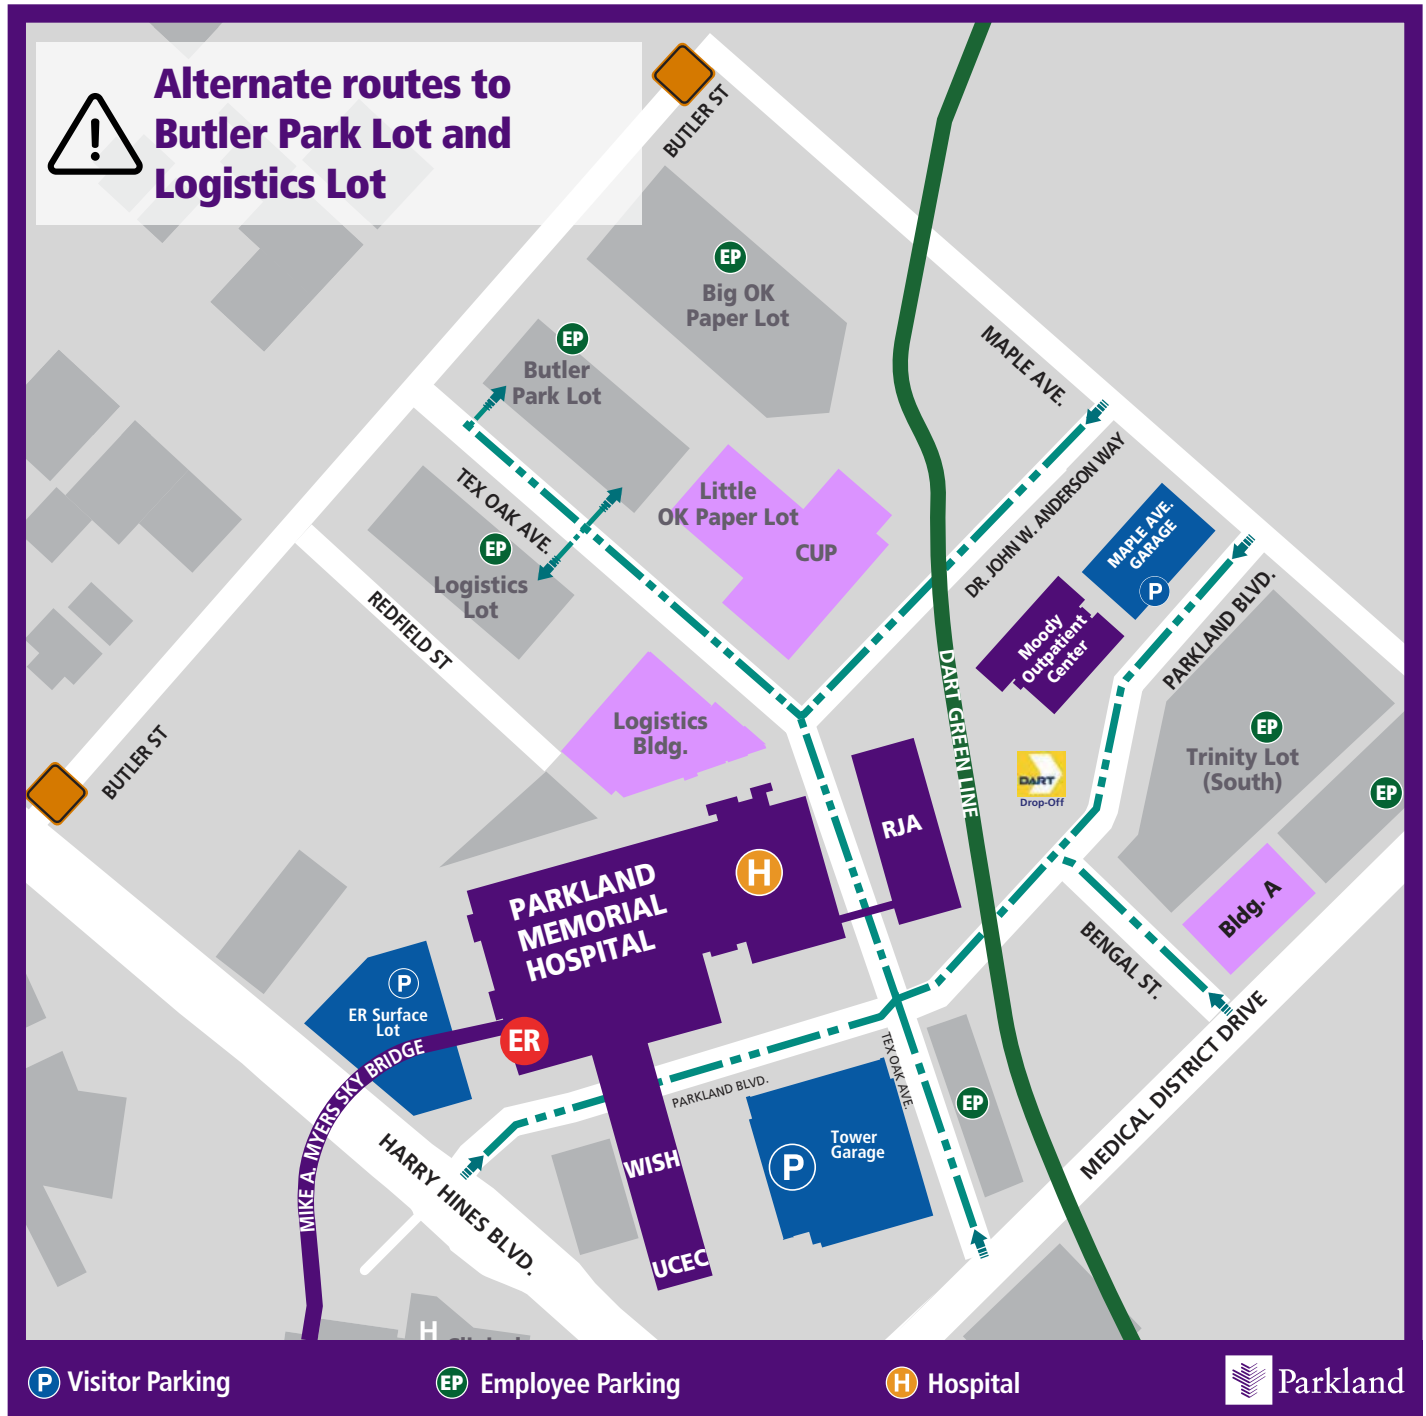 Alternate routes to
Butler Park Lot and
Logistics Lot
BUTLER ST
EP
Big OK
Paper Lot
EP
Butler
Park Lot
MAPLE AVE.
DR. JOHN W. ANDERSON WAY
TEX OAK AVE.
Little
OK Paper Lot
CUP
MAPLE AVE.
GARAGE
P
EP
Logistics
Lot
REDFIELD ST
Moody
Outpatient
Center
PARKLAND BLVD.
DART GREEN LINE
Logistics
Bldg.
EP
Trinity Lot
(South)
BUTLER ST
DART
Drop-Off
EP
RJA
H
PARKLAND
MEMORIAL
HOSPITAL
Bldg. A
BENGAL ST.
P
ER Surface
Lot
ER
MIKE A. MYERS SKY BRIDGE
PARKLAND BLVD.
TEX OAK AVE.
EP
MEDICAL DISTRICT DRIVE
P
Tower
Garage
HARRY HINES BLVD.
WISH
UCEC
H
P Visitor Parking
EP Employee Parking
H Hospital
Parkland